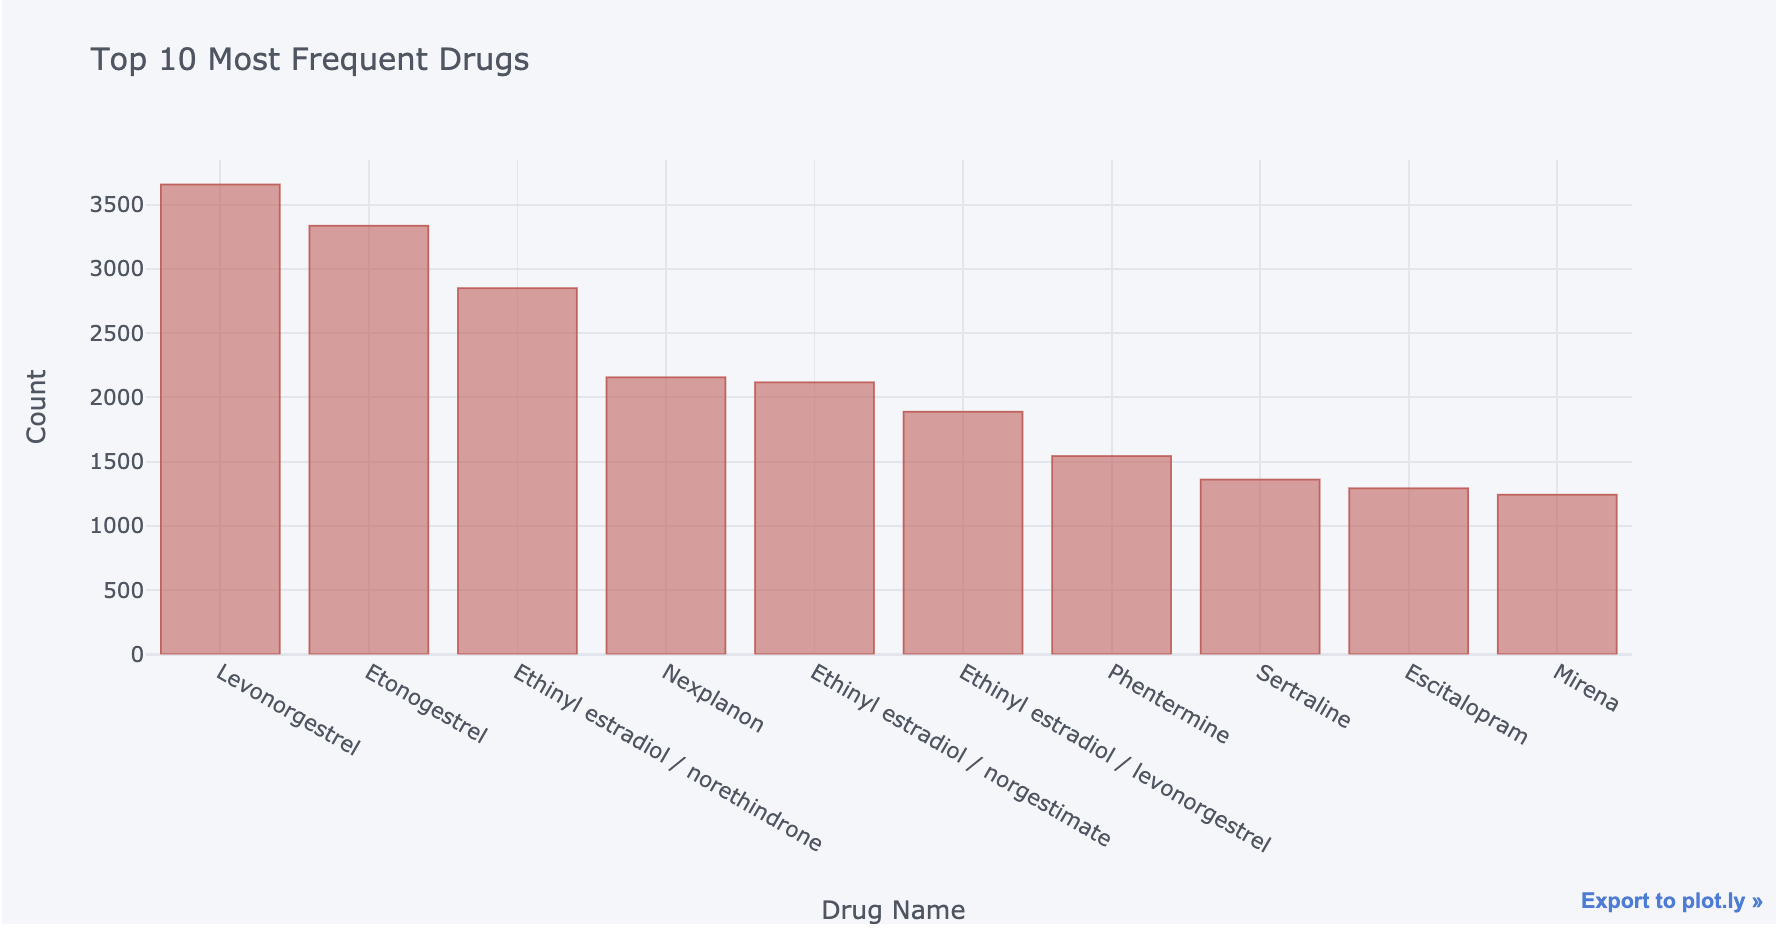 Top 10 Most Frequent Drugs
Count
3500
3000
2500
2000
1500
1000
500
0
Levonorgestrel
Etonogestrel
Ethinyl estradiol / norethindrone
Nexplanon
Ethinyl estradiol / norgestimate
Ethinyl estradiol / levonorgestrel
Phentermine
Sertraline
Escitalopram
Mirena
Drug Name
Export to plot.ly »